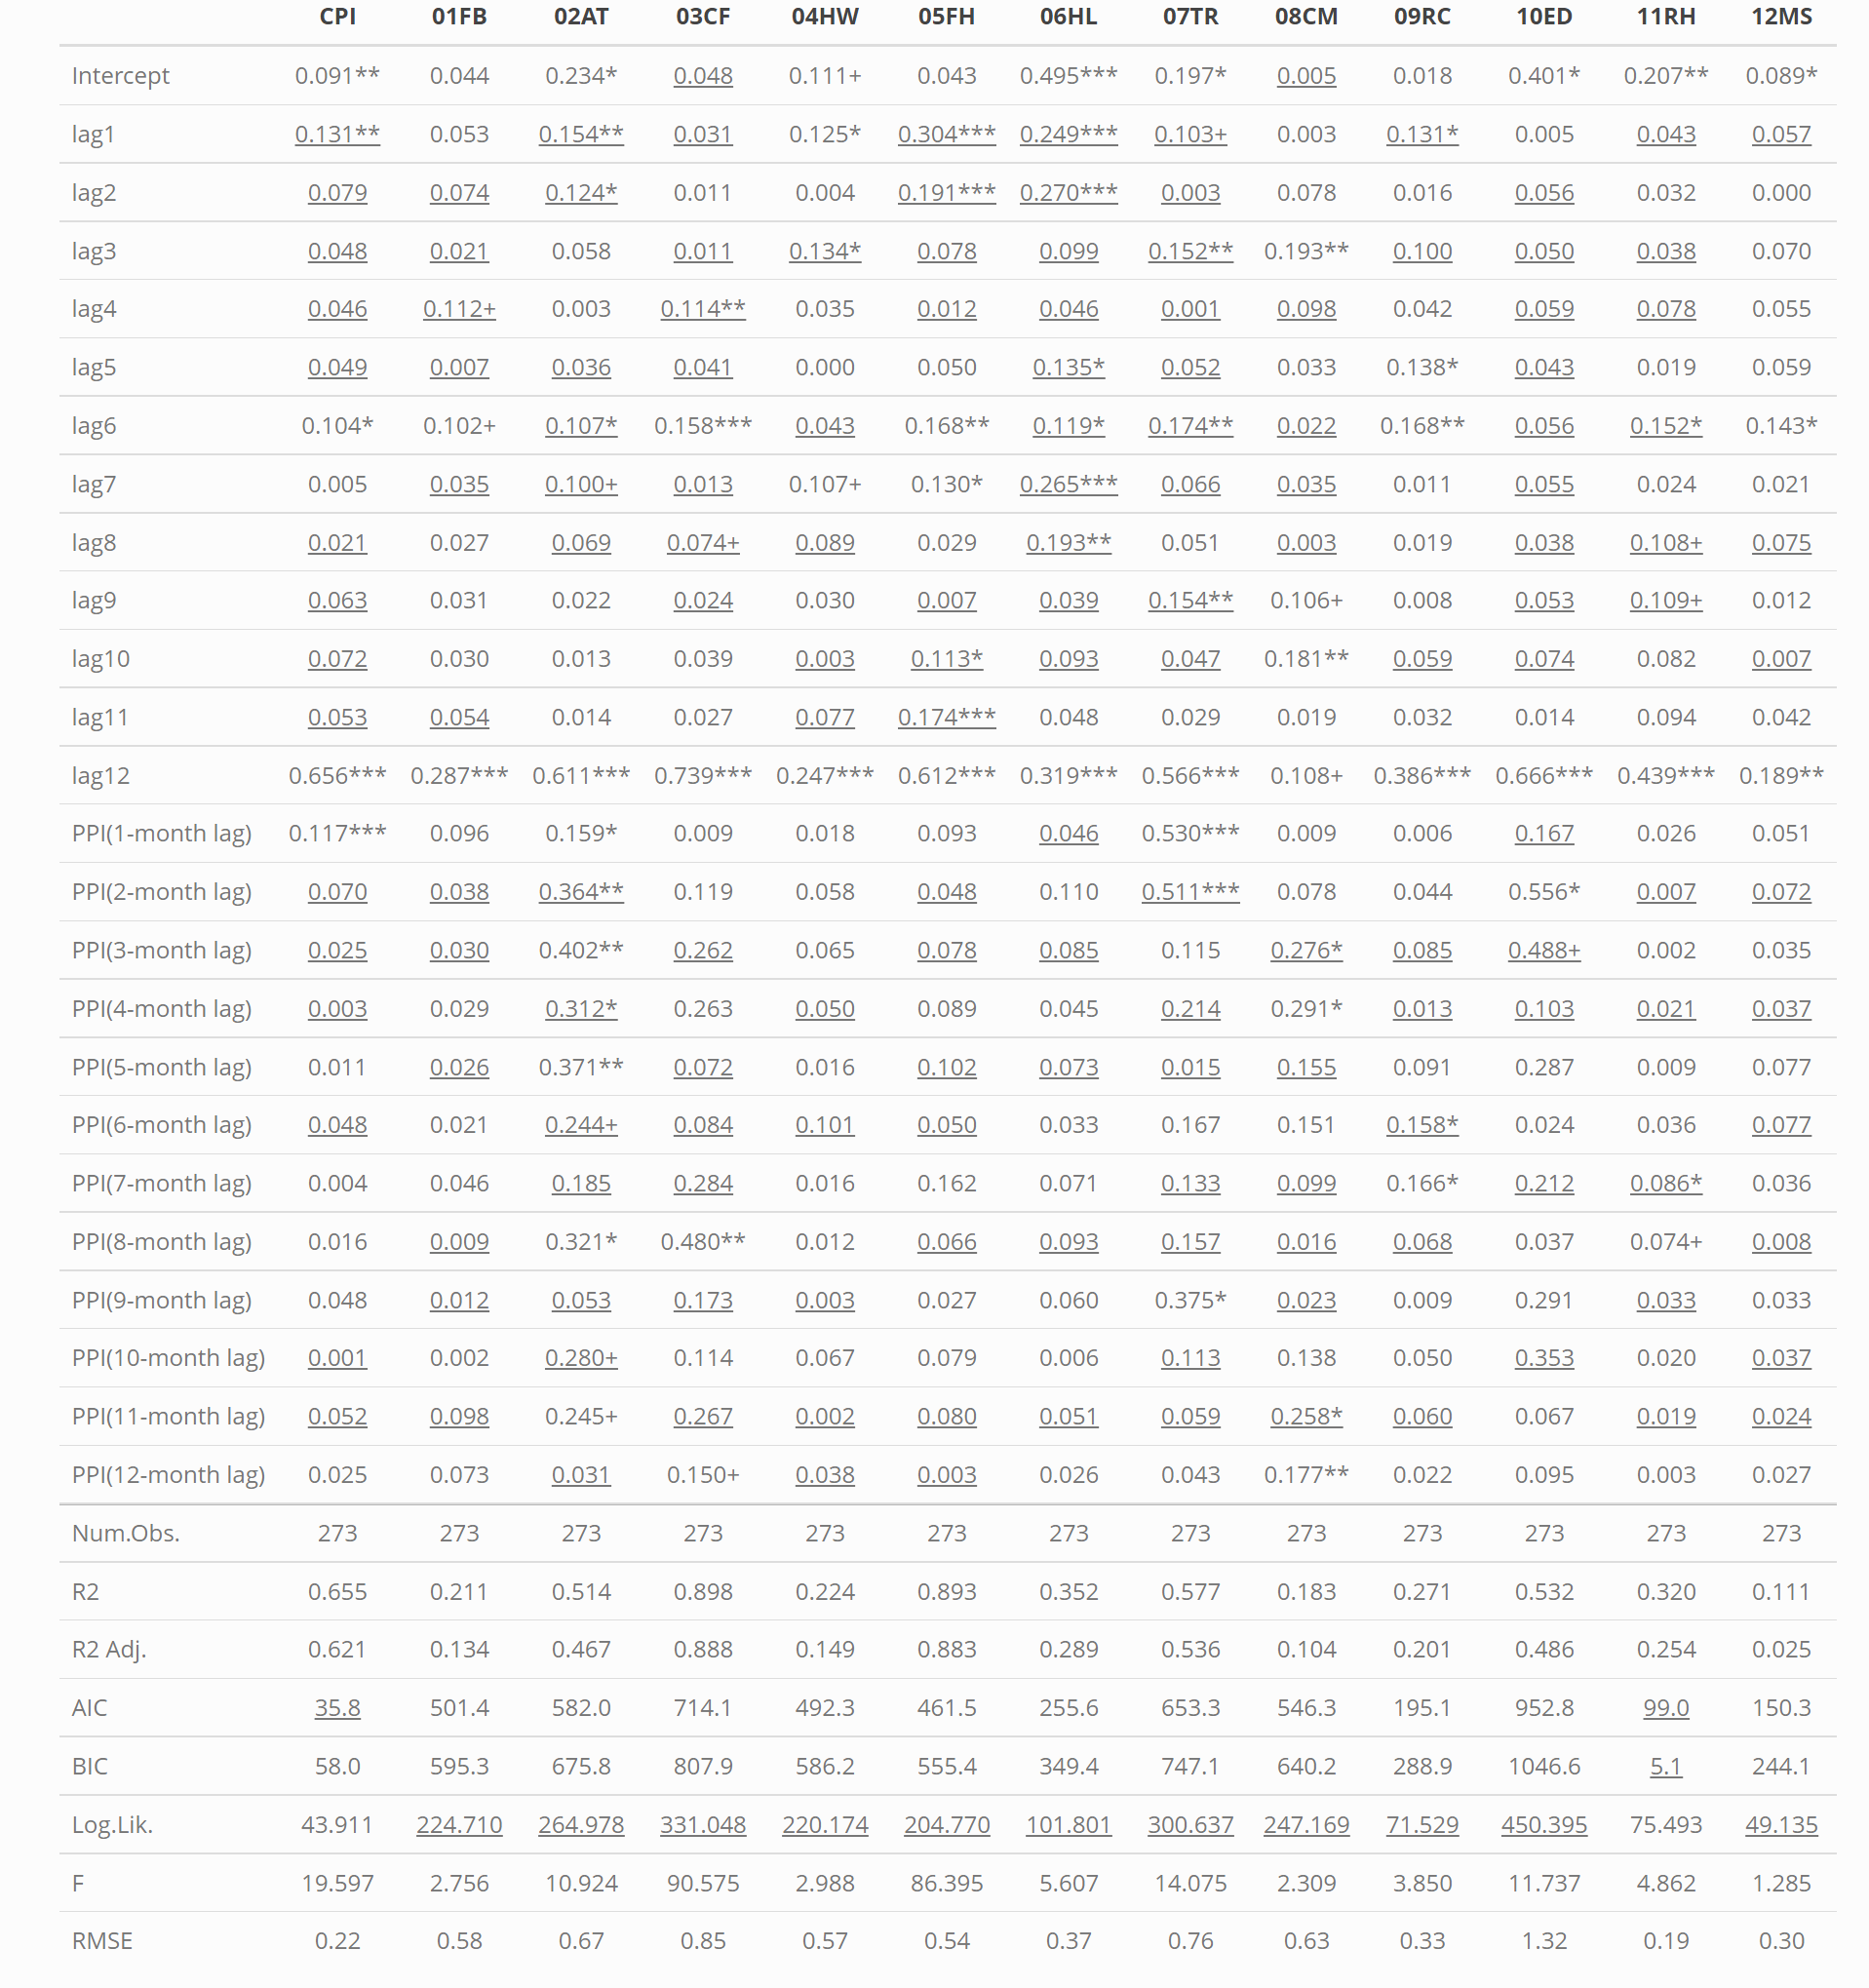 CPI 01FB 02AT 03CF 04HW 05FH 06HL 07TR 08CM 09RC 10ED 11RH 12MS
Intercept 0.091** 0.044 0.234* 0.048 0.111+ 0.043 0.495*** 0.197* 0.005 0.018 0.401* 0.207** 0.089*
lag1 0.131** 0.053 0.154** 0.031 0.125* 0.304*** 0.249*** 0.103+ 0.003 0.131* 0.005 0.043 0.057
lag2 0.079 0.074 0.124* 0.011 0.004 0.191*** 0.270*** 0.003 0.078 0.016 0.056 0.032 0.000
lag3 0.048 0.021 0.058 0.011 0.134* 0.078 0.099 0.152** 0.193** 0.100 0.050 0.038 0.070
lag4 0.046 0.112+ 0.003 0.114** 0.035 0.012 0.046 0.001 0.098 0.042 0.059 0.078 0.055
lag5 0.049 0.007 0.036 0.041 0.000 0.050 0.135* 0.052 0.033 0.138* 0.043 0.019 0.059
lag6 0.104* 0.102+ 0.107* 0.158*** 0.043 0.168** 0.119* 0.174** 0.022 0.168** 0.056 0.152* 0.143*
lag7 0.005 0.035 0.100+ 0.013 0.107+ 0.130* 0.265*** 0.066 0.035 0.011 0.055 0.024 0.021
lag8 0.021 0.027 0.069 0.074+ 0.089 0.029 0.193** 0.051 0.003 0.019 0.038 0.108+ 0.075
lag9 0.063 0.031 0.022 0.024 0.030 0.007 0.039 0.154** 0.106+ 0.008 0.053 0.109+ 0.012
lag10 0.072 0.030 0.013 0.039 0.003 0.113* 0.093 0.047 0.181** 0.059 0.074 0.082 0.007
lag11 0.053 0.054 0.014 0.027 0.077 0.174*** 0.048 0.029 0.019 0.032 0.014 0.094 0.042
lag12 0.656*** 0.287*** 0.611*** 0.739*** 0.247*** 0.612*** 0.319*** 0.566*** 0.108+ 0.386*** 0.666*** 0.439*** 0.189**
PPI(1-month lag) 0.117*** 0.096 0.159* 0.009 0.018 0.093 0.046 0.530*** 0.009 0.006 0.167 0.026 0.051
PPI(2-month lag) 0.070 0.038 0.364** 0.119 0.058 0.048 0.110 0.511*** 0.078 0.044 0.556* 0.007 0.072
PPI(3-month lag) 0.025 0.030 0.402** 0.262 0.065 0.078 0.085 0.115 0.276* 0.085 0.488+ 0.002 0.035
PPI(4-month lag) 0.003 0.029 0.312* 0.263 0.050 0.089 0.045 0.214 0.291* 0.013 0.103 0.021 0.037
PPI(5-month lag) 0.011 0.026 0.371** 0.072 0.016 0.102 0.073 0.015 0.155 0.091 0.287 0.009 0.077
PPI(6-month lag) 0.048 0.021 0.244+ 0.084 0.101 0.050 0.033 0.167 0.151 0.158* 0.024 0.036 0.077
PPI(7-month lag) 0.004 0.046 0.185 0.284 0.016 0.162 0.071 0.133 0.099 0.166* 0.212 0.086* 0.036
PPI(8-month lag) 0.016 0.009 0.321* 0.480** 0.012 0.066 0.093 0.157 0.016 0.068 0.037 0.074+ 0.008
PPI(9-month lag) 0.048 0.012 0.053 0.173 0.003 0.027 0.060 0.375* 0.023 0.009 0.291 0.033 0.033
PPI(10-month lag) 0.001 0.002 0.280+ 0.114 0.067 0.079 0.006 0.113 0.138 0.050 0.353 0.020 0.037
PPI(11-month lag) 0.052 0.098 0.245+ 0.267 0.002 0.080 0.051 0.059 0.258* 0.060 0.067 0.019 0.024
PPI(12-month lag) 0.025 0.073 0.031 0.150+ 0.038 0.003 0.026 0.043 0.177** 0.022 0.095 0.003 0.027
Num.Obs. 273 273 273 273 273 273 273 273 273 273 273 273 273
R2 0.655 0.211 0.514 0.898 0.224 0.893 0.352 0.577 0.183 0.271 0.532 0.320 0.111
R2 Adj. 0.621 0.134 0.467 0.888 0.149 0.883 0.289 0.536 0.104 0.201 0.486 0.254 0.025
AIC 35.8 501.4 582.0 714.1 492.3 461.5 255.6 653.3 546.3 195.1 952.8 99.0 150.3
BIC 58.0 595.3 675.8 807.9 586.2 555.4 349.4 747.1 640.2 288.9 1046.6 5.1 244.1
Log.Lik. 43.911 224.710 264.978 331.048 220.174 204.770 101.801 300.637 247.169 71.529 450.395 75.493 49.135
F 19.597 2.756 10.924 90.575 2.988 86.395 5.607 14.075 2.309 3.850 11.737 4.862 1.285
RMSE 0.22 0.58 0.67 0.85 0.57 0.54 0.37 0.76 0.63 0.33 1.32 0.19 0.30